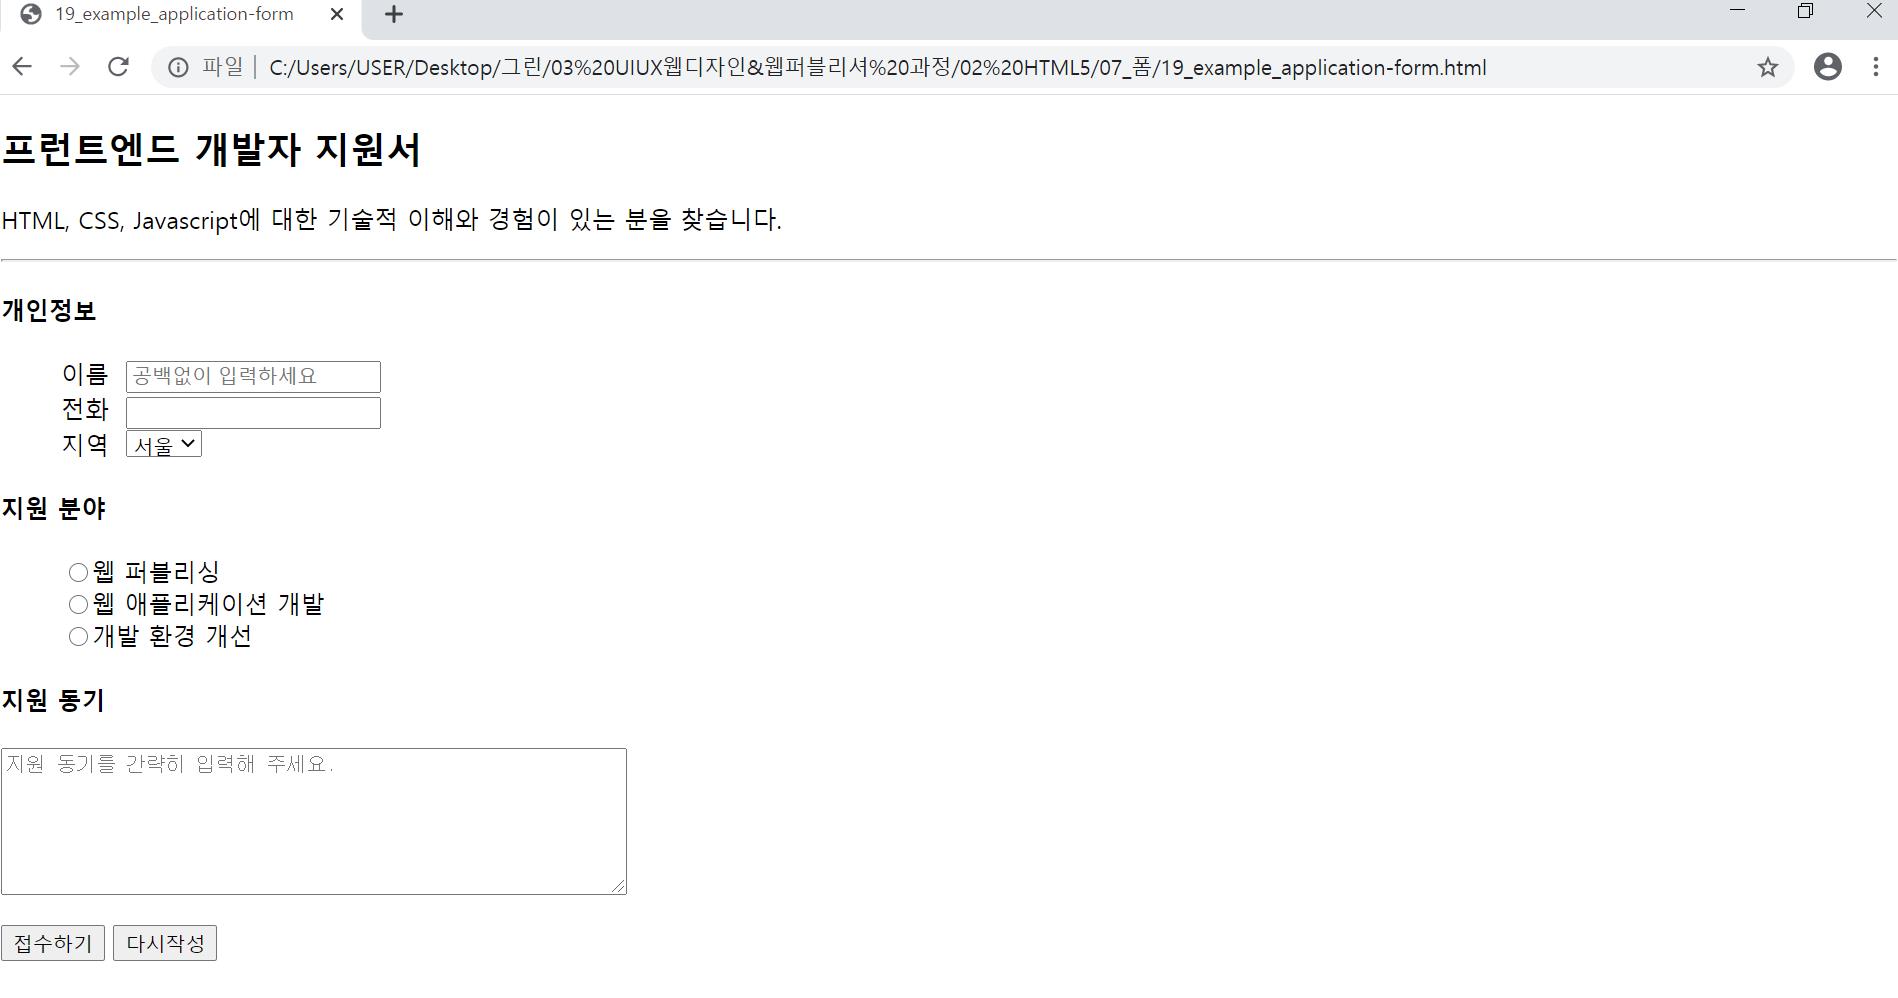 19_example_application-form
파일 | C:/Users/USER/Desktop/그린/03%20UIUX웹디자인&웹퍼블리셔%20과정/02%20HTML5/07_폼/19_example_application-form.html
프런트엔드 개발자 지원서
HTML, CSS, Javascript에 대한 기술적 이해와 경험이 있는 분을 찾습니다.
개인정보
이름 공백없이 입력하세요
전화
지역 서울
지원 분야
웹 퍼블리싱
웹 애플리케이션 개발
개발 환경 개선
지원 동기
지원 동기를 간략히 입력해 주세요.
접수하기 다시작성